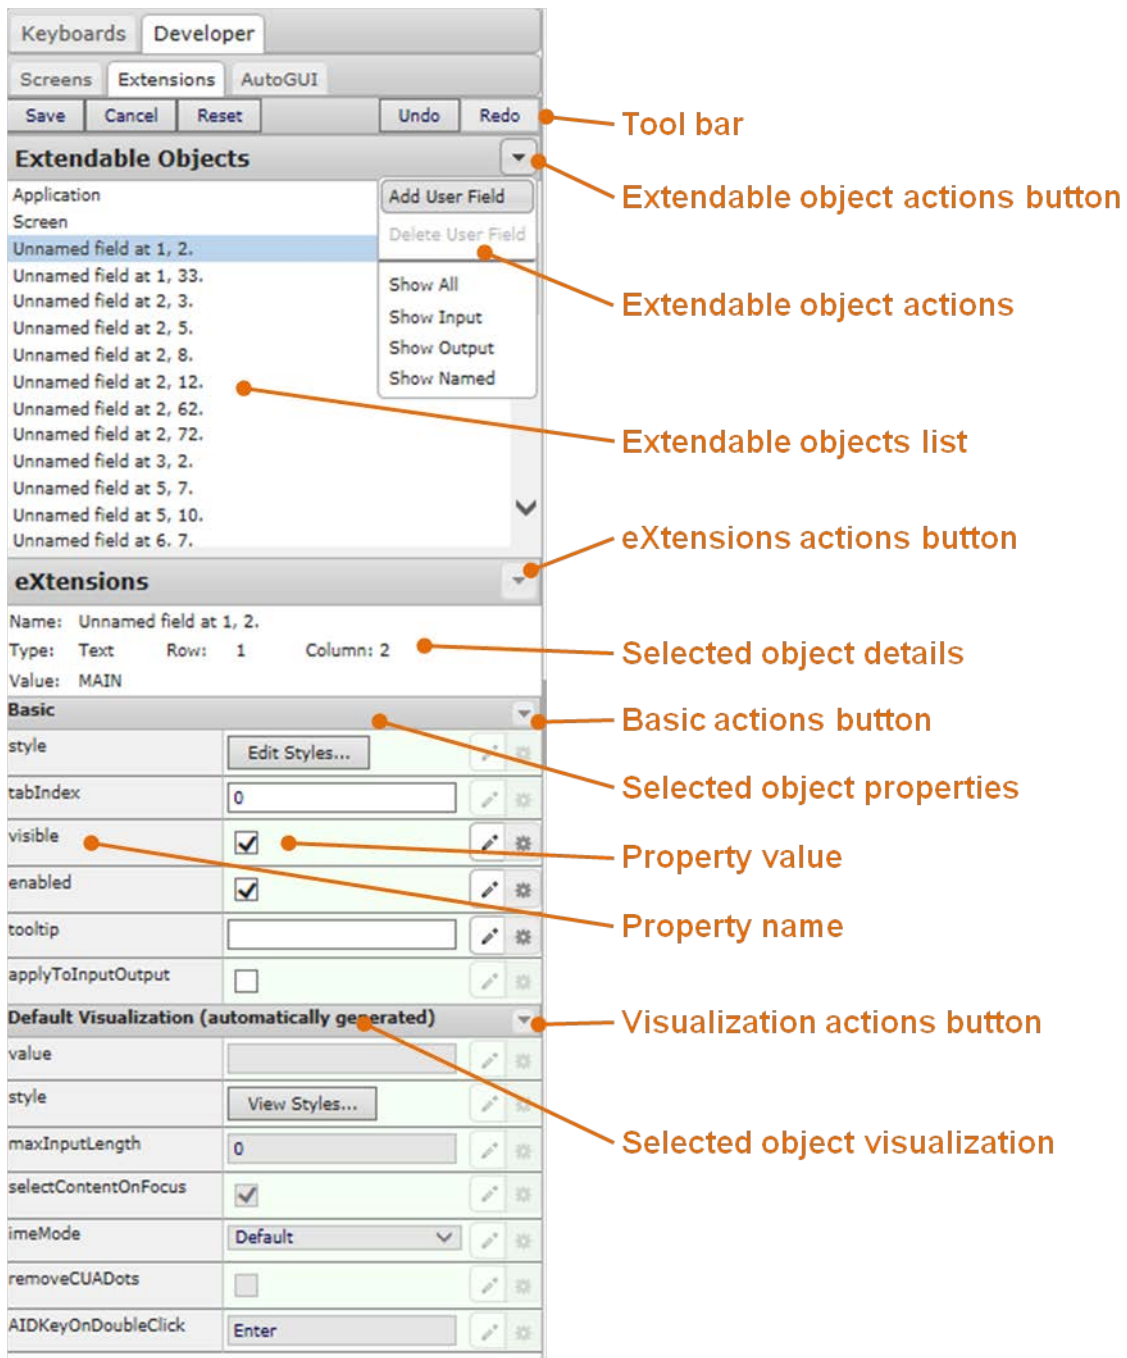 Keyboards Developer
Screens Extensions AutoGUI
Save Cancel Reset Undo Redo
Tool bar
Extendable Objects
Extendable object actions button
Application
Add User Field
Screen
Delete User Field
Unnamed field at 1, 2.
Unnamed field at 1, 33.
Show All
Extendable object actions
Unnamed field at 2, 3.
Show Input
Unnamed field at 2, 5.
Show Output
Unnamed field at 2, 8.
Show Named
Unnamed field at 2, 12.
Unnamed field at 2, 62.
Unnamed field at 2, 72.
Extendable objects list
Unnamed field at 3, 2.
Unnamed field at 5, 7.
Unnamed field at 5, 10.
Unnamed field at 6. 7.
eXtensions actions button
eXtensions
Name: Unnamed field at 1, 2.
Type: Text Row: 1 Column: 2
Selected object details
Value: MAIN
Basic
Basic actions button
style Edit Styles...
Selected object properties
tabIndex 0
visible
Property value
enabled
tooltip
Property name
applyToInputOutput
Default Visualization (automatically generated)
Visualization actions button
value
style View Styles...
maxInputLength 0
Selected object visualization
selectContentOnFocus
imeMode Default
removeCUADots
AIDKeyOnDoubleClick Enter